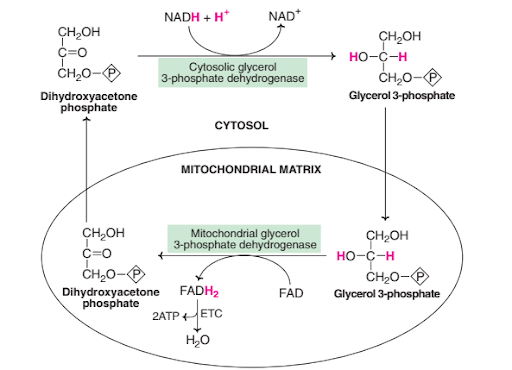 NADH + H⁺
NAD⁺
CH₂OH
C=O
CH₂O–P
Dihydroxyacetone
phosphate
Cytosolic glycerol
3-phosphate dehydrogenase
CH₂OH
HO–C–H
CH₂O–P
Glycerol 3-phosphate
CYTOSOL
MITOCHONDRIAL MATRIX
CH₂OH
C=O
CH₂O–P
Dihydroxyacetone
phosphate
Mitochondrial glycerol
3-phosphate dehydrogenase
CH₂OH
HO–C–H
CH₂O–P
Glycerol 3-phosphate
FADH₂
FAD
2ATP
ETC
H₂O